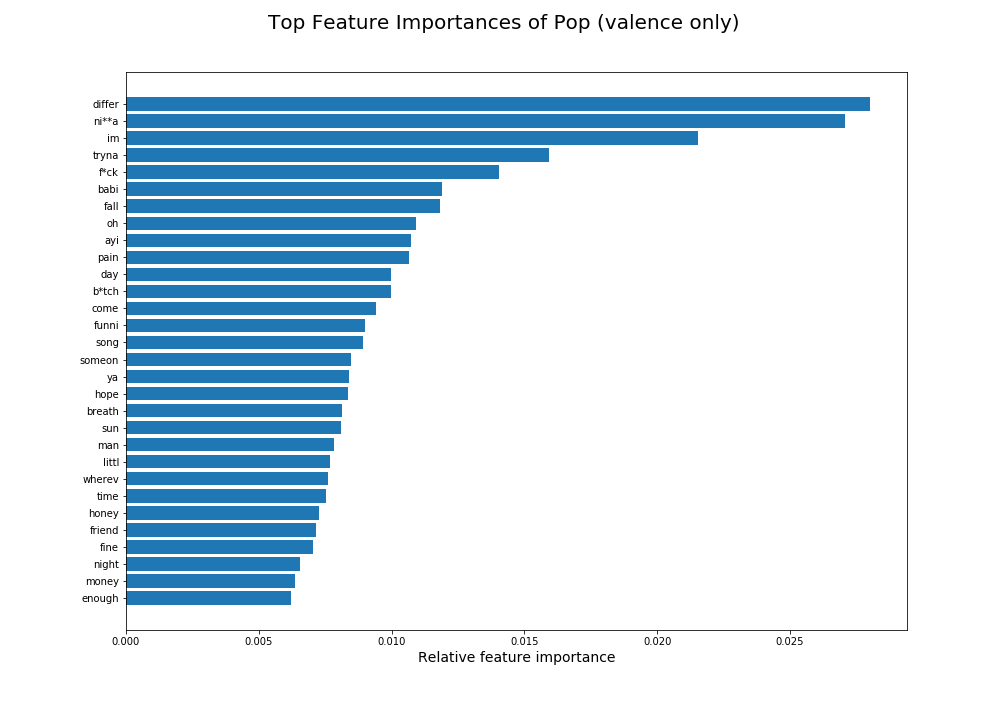 Top Feature Importances of Pop (valence only)
differ
ni**a
im
tryna
f*ck
babi
fall
oh
ayi
pain
day
b*tch
come
funni
song
someon
ya
hope
breath
sun
man
littl
wherev
time
honey
friend
fine
night
money
enough
0.000 0.005 0.010 0.015 0.020 0.025
Relative feature importance